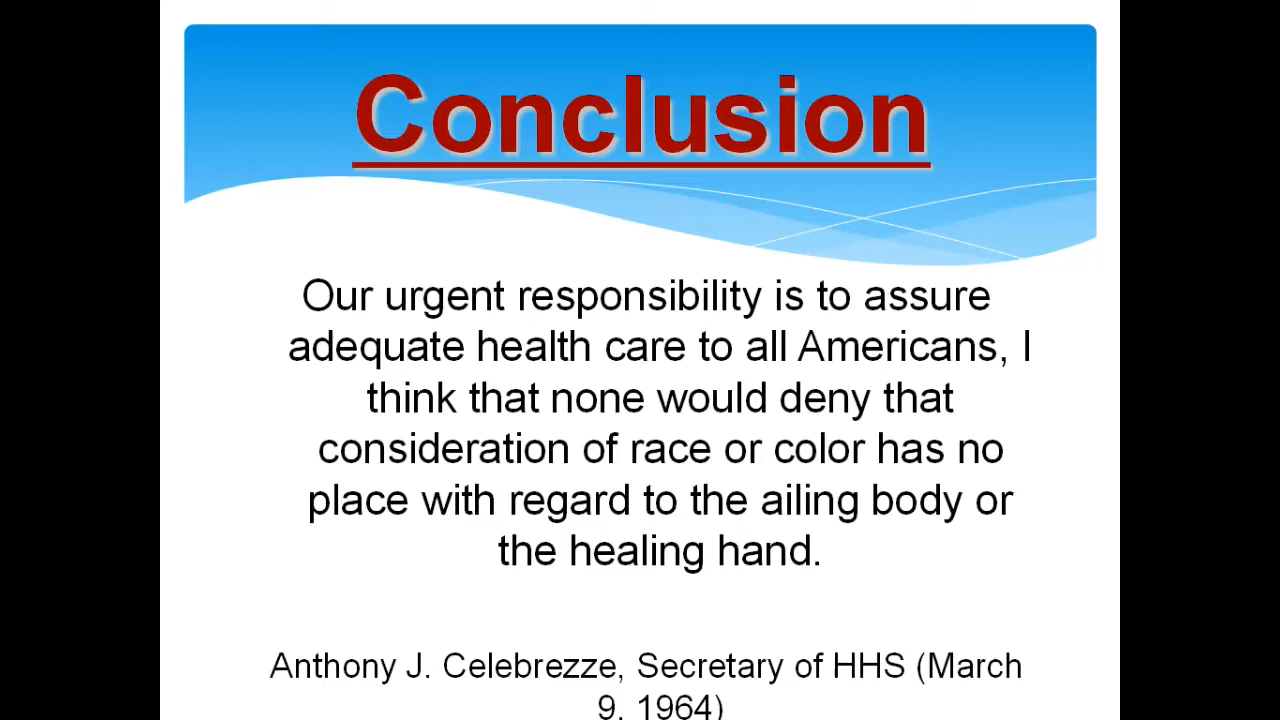 Conclusion
Our urgent responsibility is to assure
adequate health care to all Americans, I
think that none would deny that
consideration of race or color has no
place with regard to the ailing body or
the healing hand.
Anthony J. Celebrezze, Secretary of HHS (March
9, 1964)